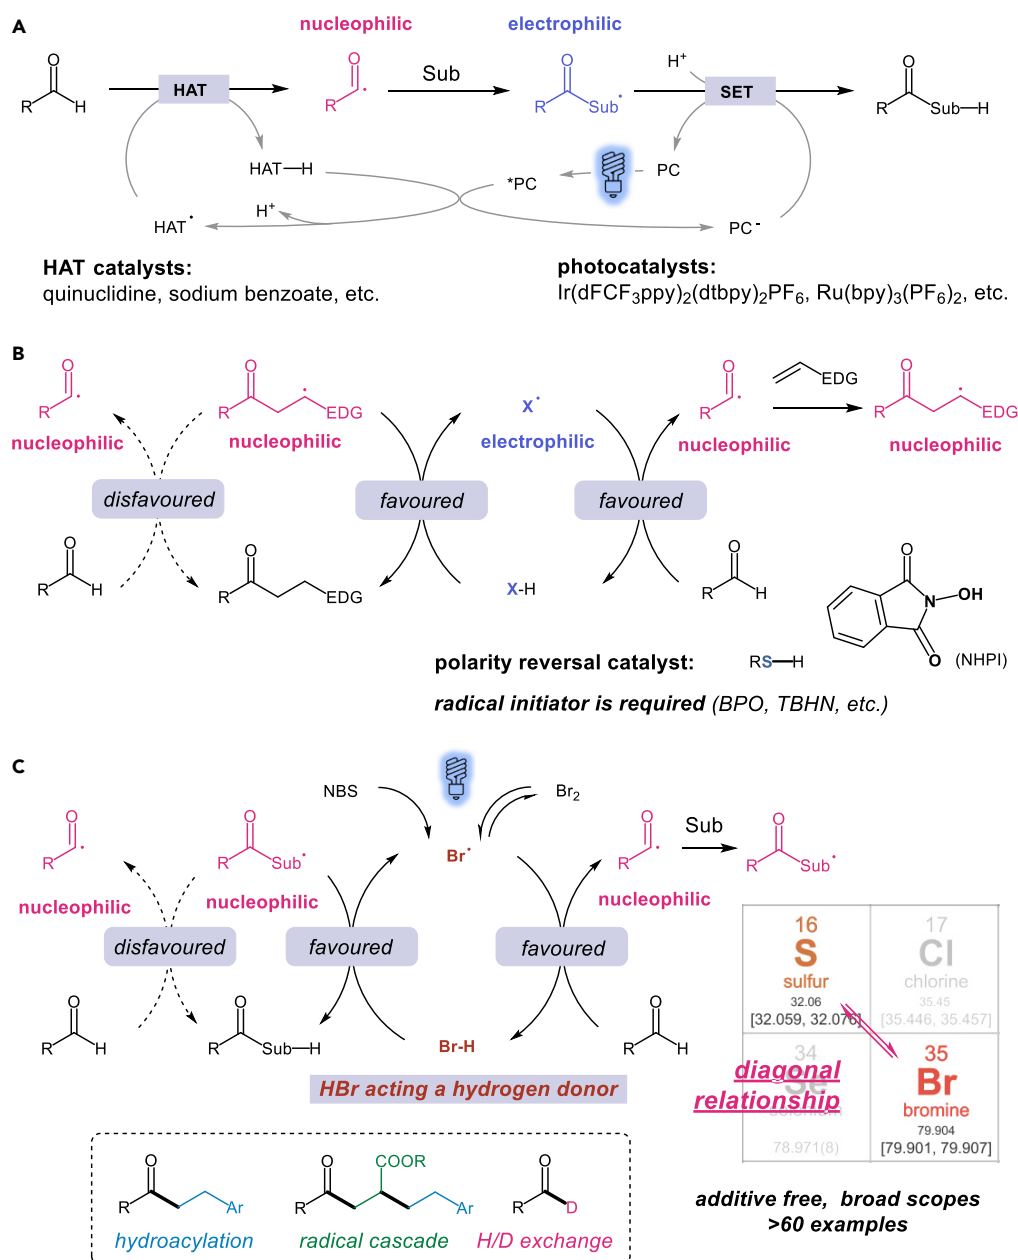 A
nucleophilic
electrophilic
O
R
H
HAT
O
R
Sub
O
R
Sub
H+
SET
O
R
Sub
H
HAT—H
*PC
PC
HAT
H+
PC-
HAT catalysts:
quinuclidine, sodium benzoate, etc.
photocatalysts:
Ir(dFCF3ppy)2(dtbpy)2PF6, Ru(bpy)3(PF6)2, etc.
B
O
R
nucleophilic
O
R
EDG
nucleophilic
X
electrophilic
O
R
nucleophilic
EDG
O
R
EDG
nucleophilic
disfavoured
favoured
favoured
O
R
H
O
R
EDG
X-H
O
R
H
O
N
OH
O
(NHPI)
polarity reversal catalyst:
RS—H
radical initiator is required (BPO, TBHN, etc.)
C
NBS
Br2
O
R
nucleophilic
O
R
Sub
nucleophilic
Br
O
R
nucleophilic
Sub
O
R
Sub
disfavoured
favoured
favoured
O
R
H
O
R
Sub
H
Br-H
O
R
H
HBr acting a hydrogen donor
16
S
sulfur
32.06
[32.059, 32.076]
17
Cl
chlorine
35.45
[35.446, 35.457]
34
Se
78.971(8)
35
Br
bromine
79.904
[79.901, 79.907]
diagonal
relationship
O
R
Ar
hydroacylation
COOR
O
R
Ar
radical cascade
O
R
D
H/D exchange
additive free, broad scopes
>60 examples